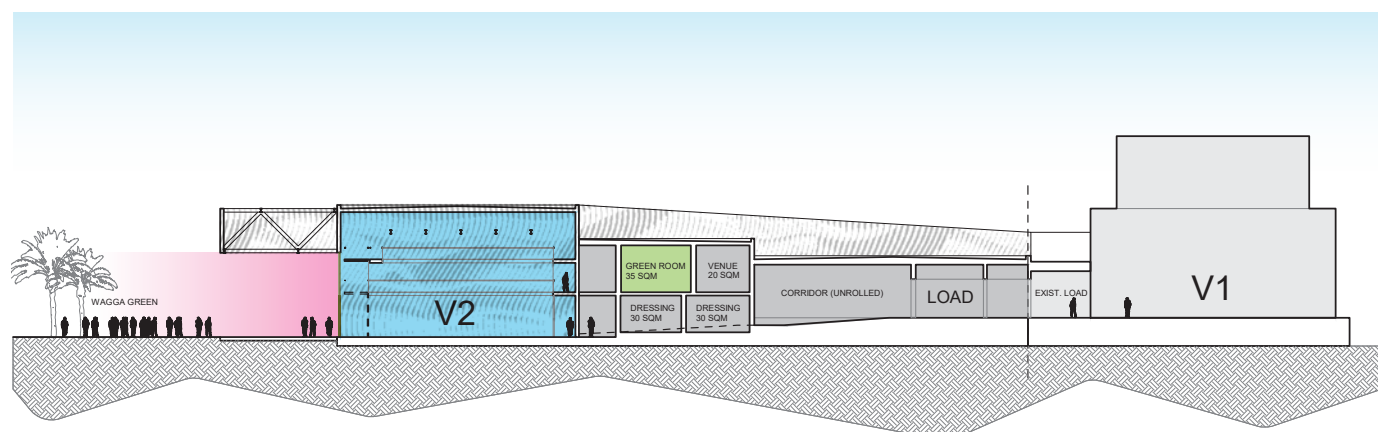 WAGGA GREEN
V2
GREEN ROOM
35 SQM
VENUE
20 SQM
DRESSING
30 SQM
DRESSING
30 SQM
CORRIDOR (UNROLLED)
LOAD
EXIST. LOAD
V1